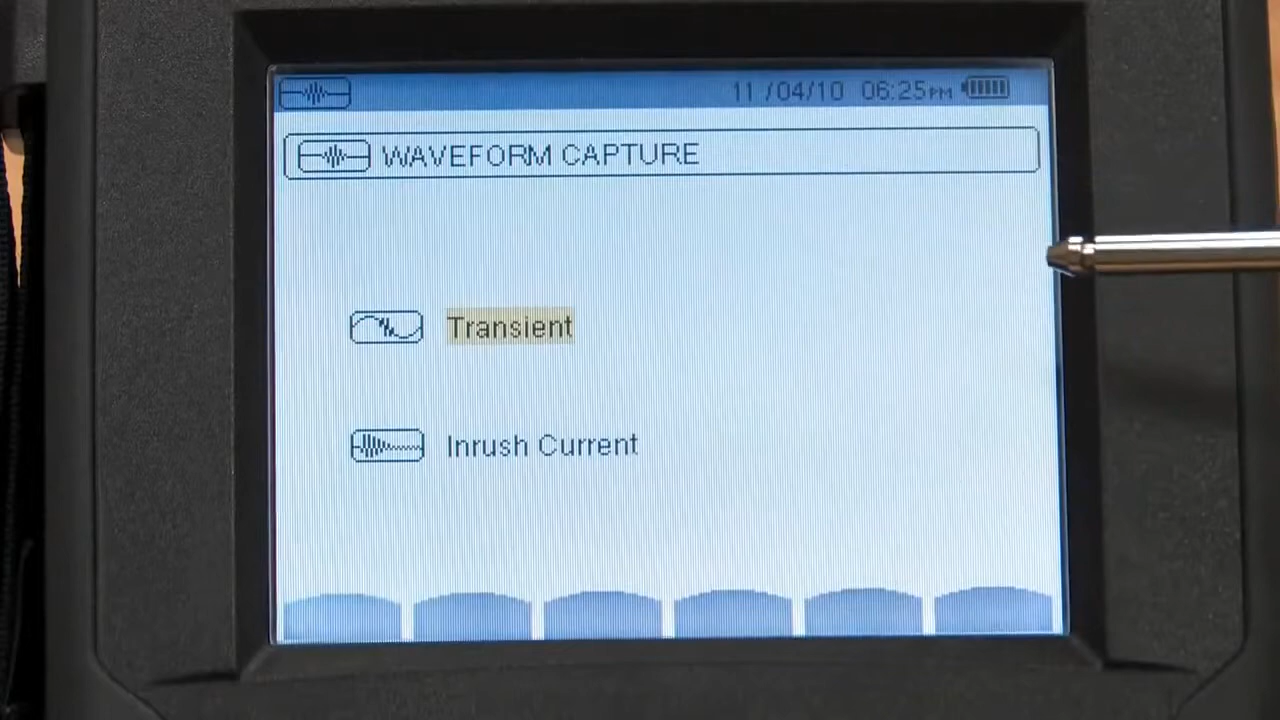 11 /04/10 06:25PM
WAVEFORM CAPTURE
Transient
Inrush Current